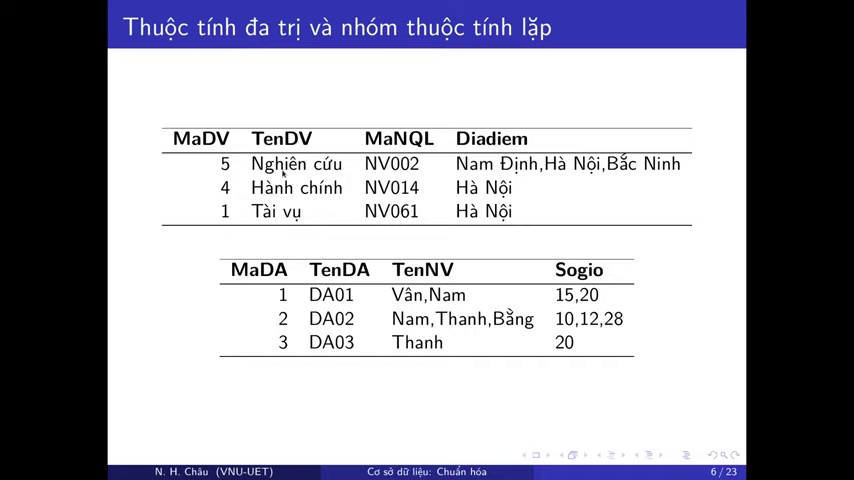 Thuộc tính đa trị và nhóm thuộc tính lặp
MaDV TenDV MaNQL Diadiem
5 Nghiên cứu NV002 Nam Định,Hà Nội,Bắc Ninh
4 Hành chính NV014 Hà Nội
1 Tài vụ NV061 Hà Nội
MaDA TenDA TenNV Sogio
1 DA01 Vân,Nam 15,20
2 DA02 Nam,Thanh,Bằng 10,12,28
3 DA03 Thanh 20
N. H. Châu (VNU-UET) Cơ sở dữ liệu: Chuẩn hóa 6 / 23